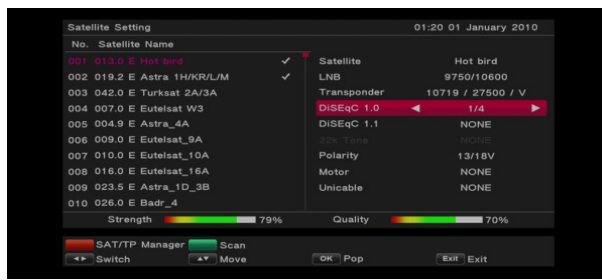 Satellite Setting 01:20 01 January 2010
No. Satellite Name
001 013.0 E Hot bird
002 019.2 E Astra 1H/KR/L/M
003 042.0 E Turksat 2A/3A
004 007.0 E Eutelsat W3
005 004.9 E Astra_4A
006 009.0 E Eutelsat_9A
007 010.0 E Eutelsat_10A
008 016.0 E Eutelsat_16A
009 023.5 E Astra_1D_3B
010 026.0 E Badr_4
Satellite Hot bird
LNB 9750/10600
Transponder 10719 / 27500 / V
DiSEqC 1.0 1/4
DiSEqC 1.1 NONE
22k Tone NONE
Polarity 13/18V
Motor NONE
Unicable NONE
Strength 79% Quality 70%
SAT/TP Manager Scan
Switch Move OK Pop Exit Exit